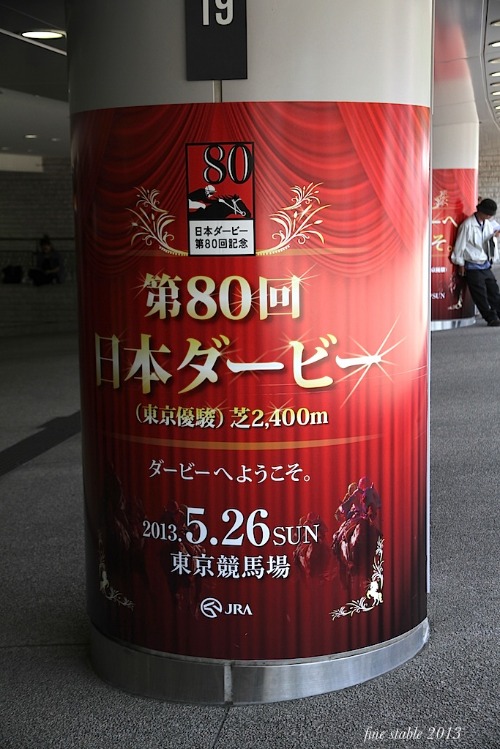 19
80
日本ダービー
第80回記念
第80回
日本ダービー
（東京優駿）芝2,400m
ダービーへようこそ。
2013.5.26SUN
東京競馬場
JRA
fine stable 2013